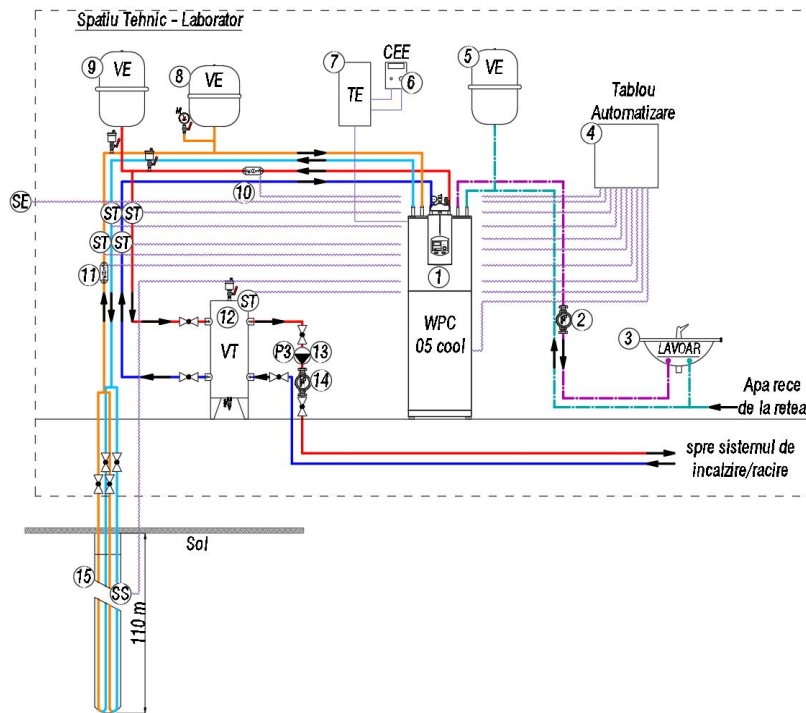 Spatiu Tehnic - Laborator
9
VE
8
VE
M
7
TE
CEE
6
5
VE
Tablou
Automatizare
4
SE
10
ST
ST
ST
ST
11
1
12
ST
VT
P3
13
14
WPC
05 cool
F
2
3
LAVOAR
Apa rece
de la retea
spre sistemul de
incalzire/racire
Sol
15
SS
110 m